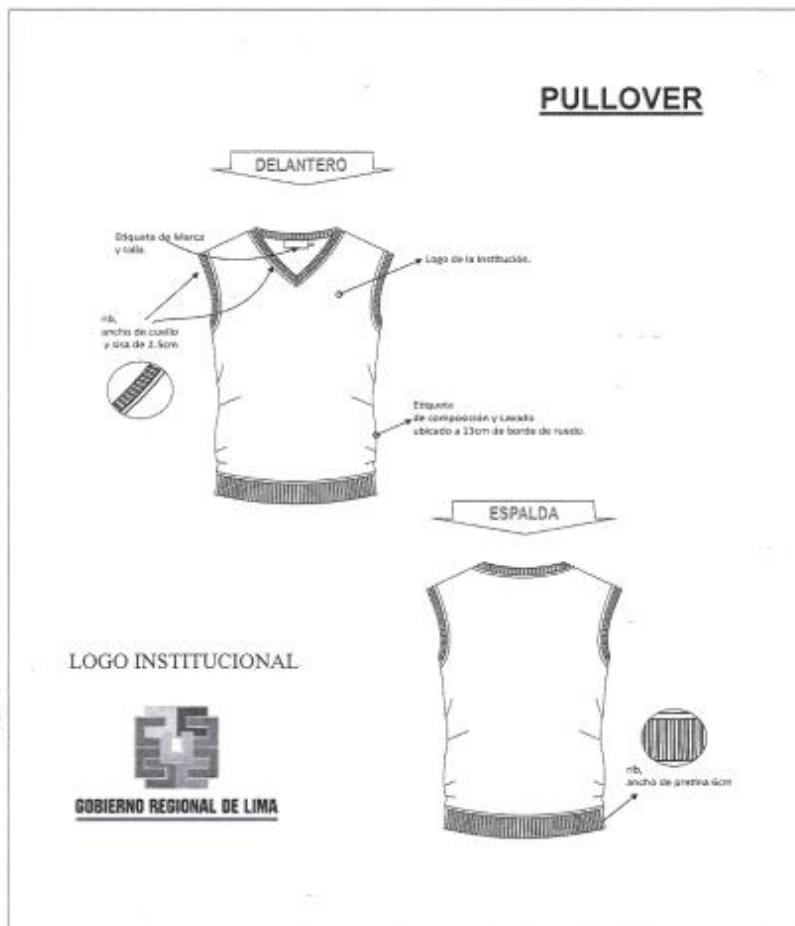 PULLOVER
DELANTERO
Etiqueta de Marca
y talla.
Logo de la Institución.
rib,
ancho de cuello
y sisa de 2.5cm
Etiqueta
de composición y Lavado
ubicado a 13cm de borde de ruedo.
ESPALDA
LOGO INSTITUCIONAL
GOBIERNO REGIONAL DE LIMA
rib,
ancho de pretina 6cm